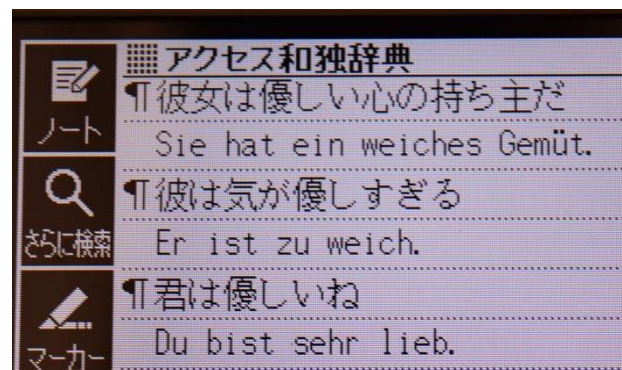 アクセス和独辞典
¶彼女は優しい心の持ち主だ
Sie hat ein weiches Gemüt.
¶彼は気が優しすぎる
Er ist zu weich.
¶君は優しいね
Du bist sehr lieb.
ノート
さらに検索
マーカー